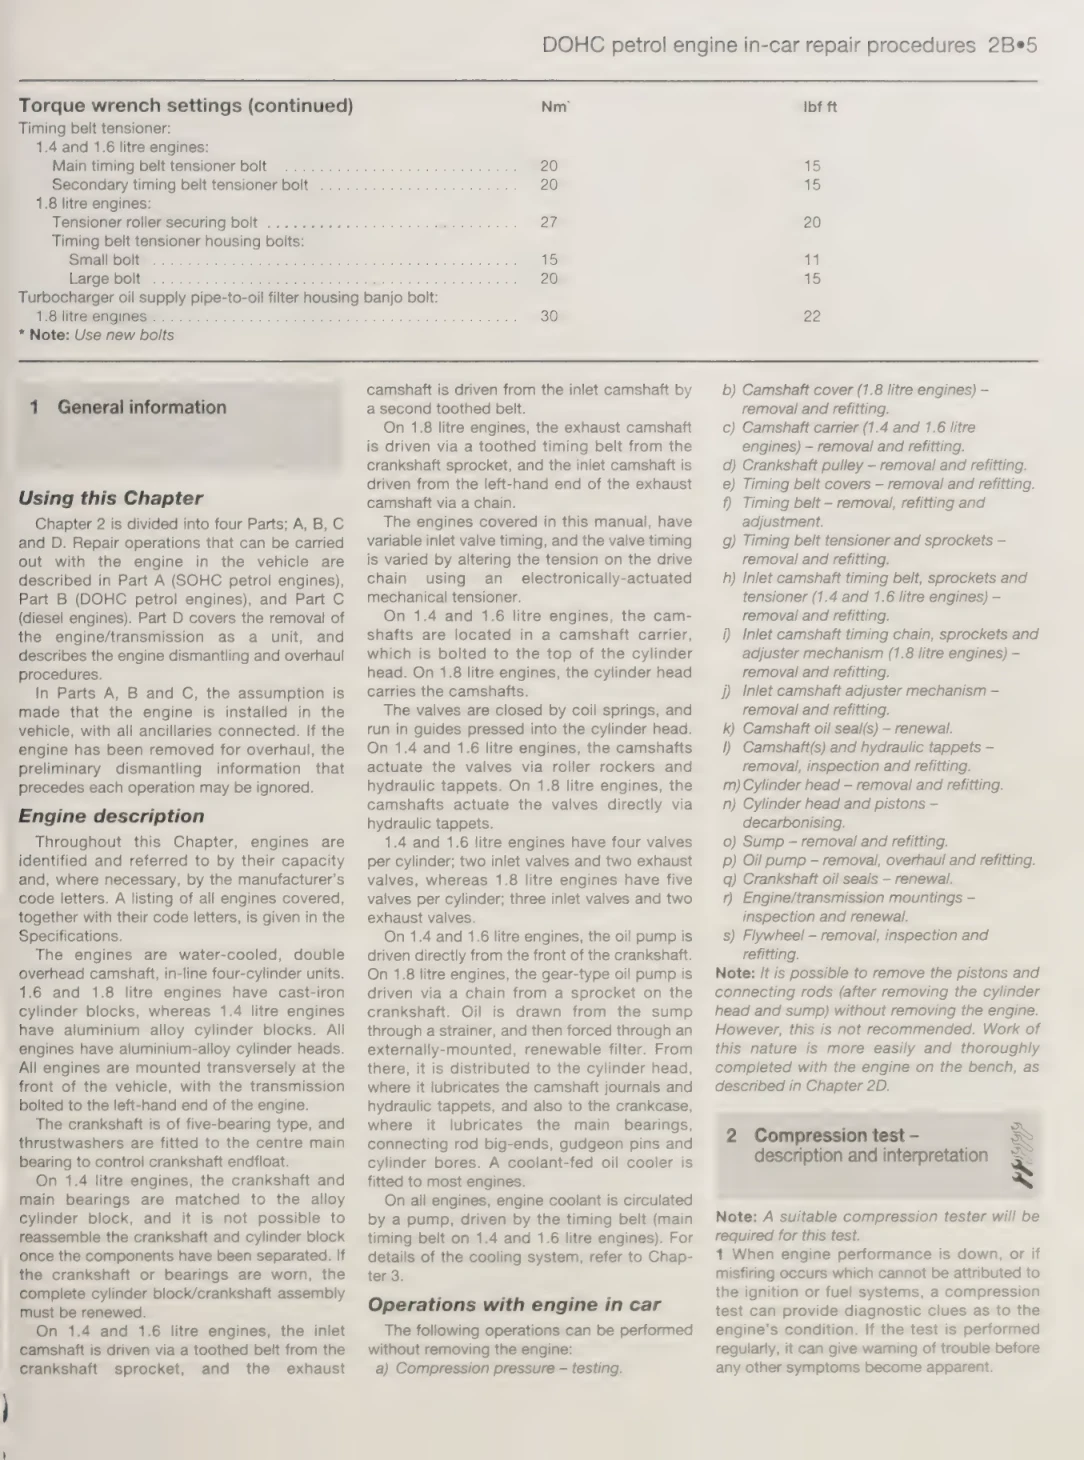 DOHC petrol engine in-car repair procedures 2B•5
Torque wrench settings (continued) Nm* lbf ft
Timing belt tensioner:
1.4 and 1.6 litre engines:
Main timing belt tensioner bolt 20 15
Secondary timing belt tensioner bolt 20 15
1.8 litre engines:
Tensioner roller securing bolt 27 20
Timing belt tensioner housing bolts:
Small bolt 15 11
Large bolt 20 15
Turbocharger oil supply pipe-to-oil filter housing banjo bolt:
1.8 litre engines 30 22
* Note: Use new bolts
1 General information
Using this Chapter
Chapter 2 is divided into four Parts; A, B, C
and D. Repair operations that can be carried
out with the engine in the vehicle are
described in Part A (SOHC petrol engines),
Part B (DOHC petrol engines), and Part C
(diesel engines). Part D covers the removal of
the engine/transmission as a unit, and
describes the engine dismantling and overhaul
procedures.
In Parts A, B and C, the assumption is
made that the engine is installed in the
vehicle, with all ancillaries connected. If the
engine has been removed for overhaul, the
preliminary dismantling information that
precedes each operation may be ignored.
Engine description
Throughout this Chapter, engines are
identified and referred to by their capacity
and, where necessary, by the manufacturer's
code letters. A listing of all engines covered,
together with their code letters, is given in the
Specifications.
The engines are water-cooled, double
overhead camshaft, in-line four-cylinder units.
1.6 and 1.8 litre engines have cast-iron
cylinder blocks, whereas 1.4 litre engines
have aluminium alloy cylinder blocks. All
engines have aluminium-alloy cylinder heads.
All engines are mounted transversely at the
front of the vehicle, with the transmission
bolted to the left-hand end of the engine.
The crankshaft is of five-bearing type, and
thrustwashers are fitted to the centre main
bearing to control crankshaft endfloat.
On 1.4 litre engines, the crankshaft and
main bearings are matched to the alloy
cylinder block, and it is not possible to
reassemble the crankshaft and cylinder block
once the components have been separated. If
the crankshaft or bearings are worn, the
complete cylinder block/crankshaft assembly
must be renewed.
On 1.4 and 1.6 litre engines, the inlet
camshaft is driven via a toothed belt from the
crankshaft sprocket, and the exhaust
camshaft is driven from the inlet camshaft by
a second toothed belt.
On 1.8 litre engines, the exhaust camshaft
is driven via a toothed timing belt from the
crankshaft sprocket, and the inlet camshaft is
driven from the left-hand end of the exhaust
camshaft via a chain.
The engines covered in this manual, have
variable inlet valve timing, and the valve timing
is varied by altering the tension on the drive
chain using an electronically-actuated
mechanical tensioner.
On 1.4 and 1.6 litre engines, the cam-
shafts are located in a camshaft carrier,
which is bolted to the top of the cylinder
head. On 1.8 litre engines, the cylinder head
carries the camshafts.
The valves are closed by coil springs, and
run in guides pressed into the cylinder head.
On 1.4 and 1.6 litre engines, the camshafts
actuate the valves via roller rockers and
hydraulic tappets. On 1.8 litre engines, the
camshafts actuate the valves directly via
hydraulic tappets.
1.4 and 1.6 litre engines have four valves
per cylinder; two inlet valves and two exhaust
valves, whereas 1.8 litre engines have five
valves per cylinder; three inlet valves and two
exhaust valves.
On 1.4 and 1.6 litre engines, the oil pump is
driven directly from the front of the crankshaft.
On 1.8 litre engines, the gear-type oil pump is
driven via a chain from a sprocket on the
crankshaft. Oil is drawn from the sump
through a strainer, and then forced through an
externally-mounted, renewable filter. From
there, it is distributed to the cylinder head,
where it lubricates the camshaft journals and
hydraulic tappets, and also to the crankcase,
where it lubricates the main bearings,
connecting rod big-ends, gudgeon pins and
cylinder bores. A coolant-fed oil cooler is
fitted to most engines.
On all engines, engine coolant is circulated
by a pump, driven by the timing belt (main
timing belt on 1.4 and 1.6 litre engines). For
details of the cooling system, refer to Chap-
ter 3.
Operations with engine in car
The following operations can be performed
without removing the engine:
a) Compression pressure – testing.
b) Camshaft cover (1.8 litre engines) –
removal and refitting.
c) Camshaft carrier (1.4 and 1.6 litre
engines) – removal and refitting.
d) Crankshaft pulley – removal and refitting.
e) Timing belt covers – removal and refitting.
f) Timing belt – removal, refitting and
adjustment.
g) Timing belt tensioner and sprockets –
removal and refitting.
h) Inlet camshaft timing belt, sprockets and
tensioner (1.4 and 1.6 litre engines) –
removal and refitting.
i) Inlet camshaft timing chain, sprockets and
adjuster mechanism (1.8 litre engines) –
removal and refitting.
j) Inlet camshaft adjuster mechanism –
removal and refitting.
k) Camshaft oil seal(s) – renewal.
l) Camshaft(s) and hydraulic tappets –
removal, inspection and refitting.
m) Cylinder head – removal and refitting.
n) Cylinder head and pistons –
decarbonising.
o) Sump – removal and refitting.
p) Oil pump – removal, overhaul and refitting.
q) Crankshaft oil seals – renewal.
r) Engine/transmission mountings –
inspection and renewal.
s) Flywheel – removal, inspection and
refitting.
Note: It is possible to remove the pistons and
connecting rods (after removing the cylinder
head and sump) without removing the engine.
However, this is not recommended. Work of
this nature is more easily and thoroughly
completed with the engine on the bench, as
described in Chapter 2D.
2 Compression test –
description and interpretation
Note: A suitable compression tester will be
required for this test.
1 When engine performance is down, or if
misfiring occurs which cannot be attributed to
the ignition or fuel systems, a compression
test can provide diagnostic clues as to the
engine's condition. If the test is performed
regularly, it can give warning of trouble before
any other symptoms become apparent.